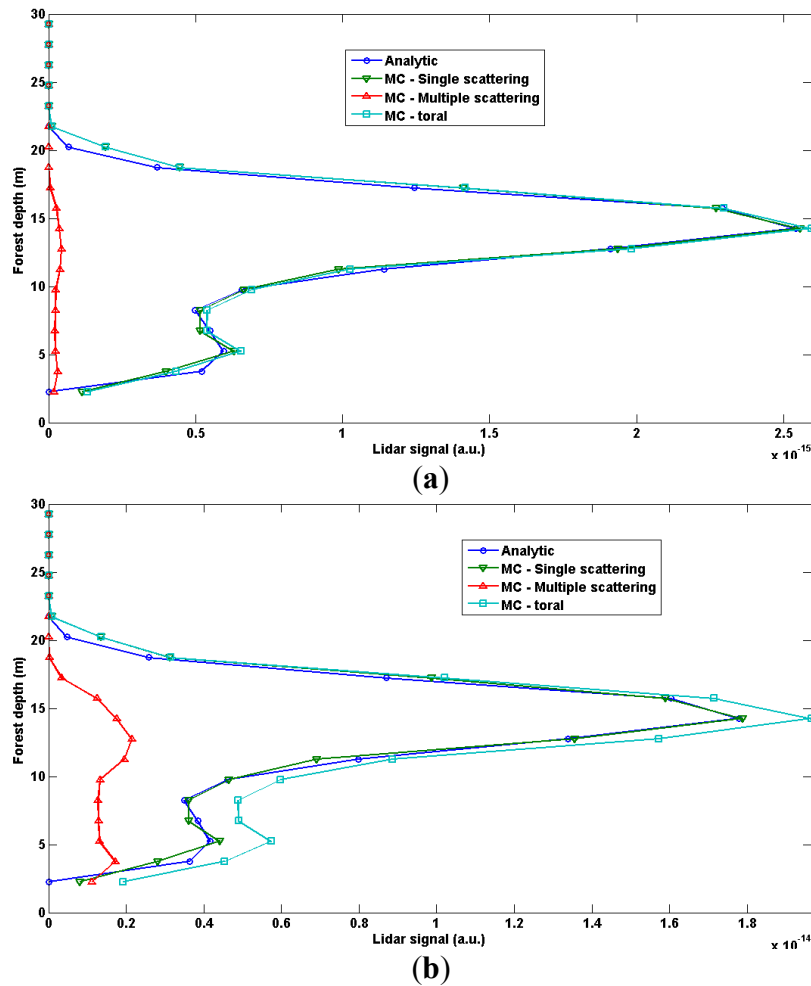 30
25
20
15
10
5
0
Forest depth (m)
Analytic
MC - Single scattering
MC - Multiple scattering
MC - toral
0 0.5 1 1.5 2 2.5
Lidar signal (a.u.)
x 10^-15
(a)
30
25
20
15
10
5
0
Forest depth (m)
Analytic
MC - Single scattering
MC - Multiple scattering
MC - toral
0 0.2 0.4 0.6 0.8 1 1.2 1.4 1.6 1.8
Lidar signal (a.u.)
x 10^-14
(b)